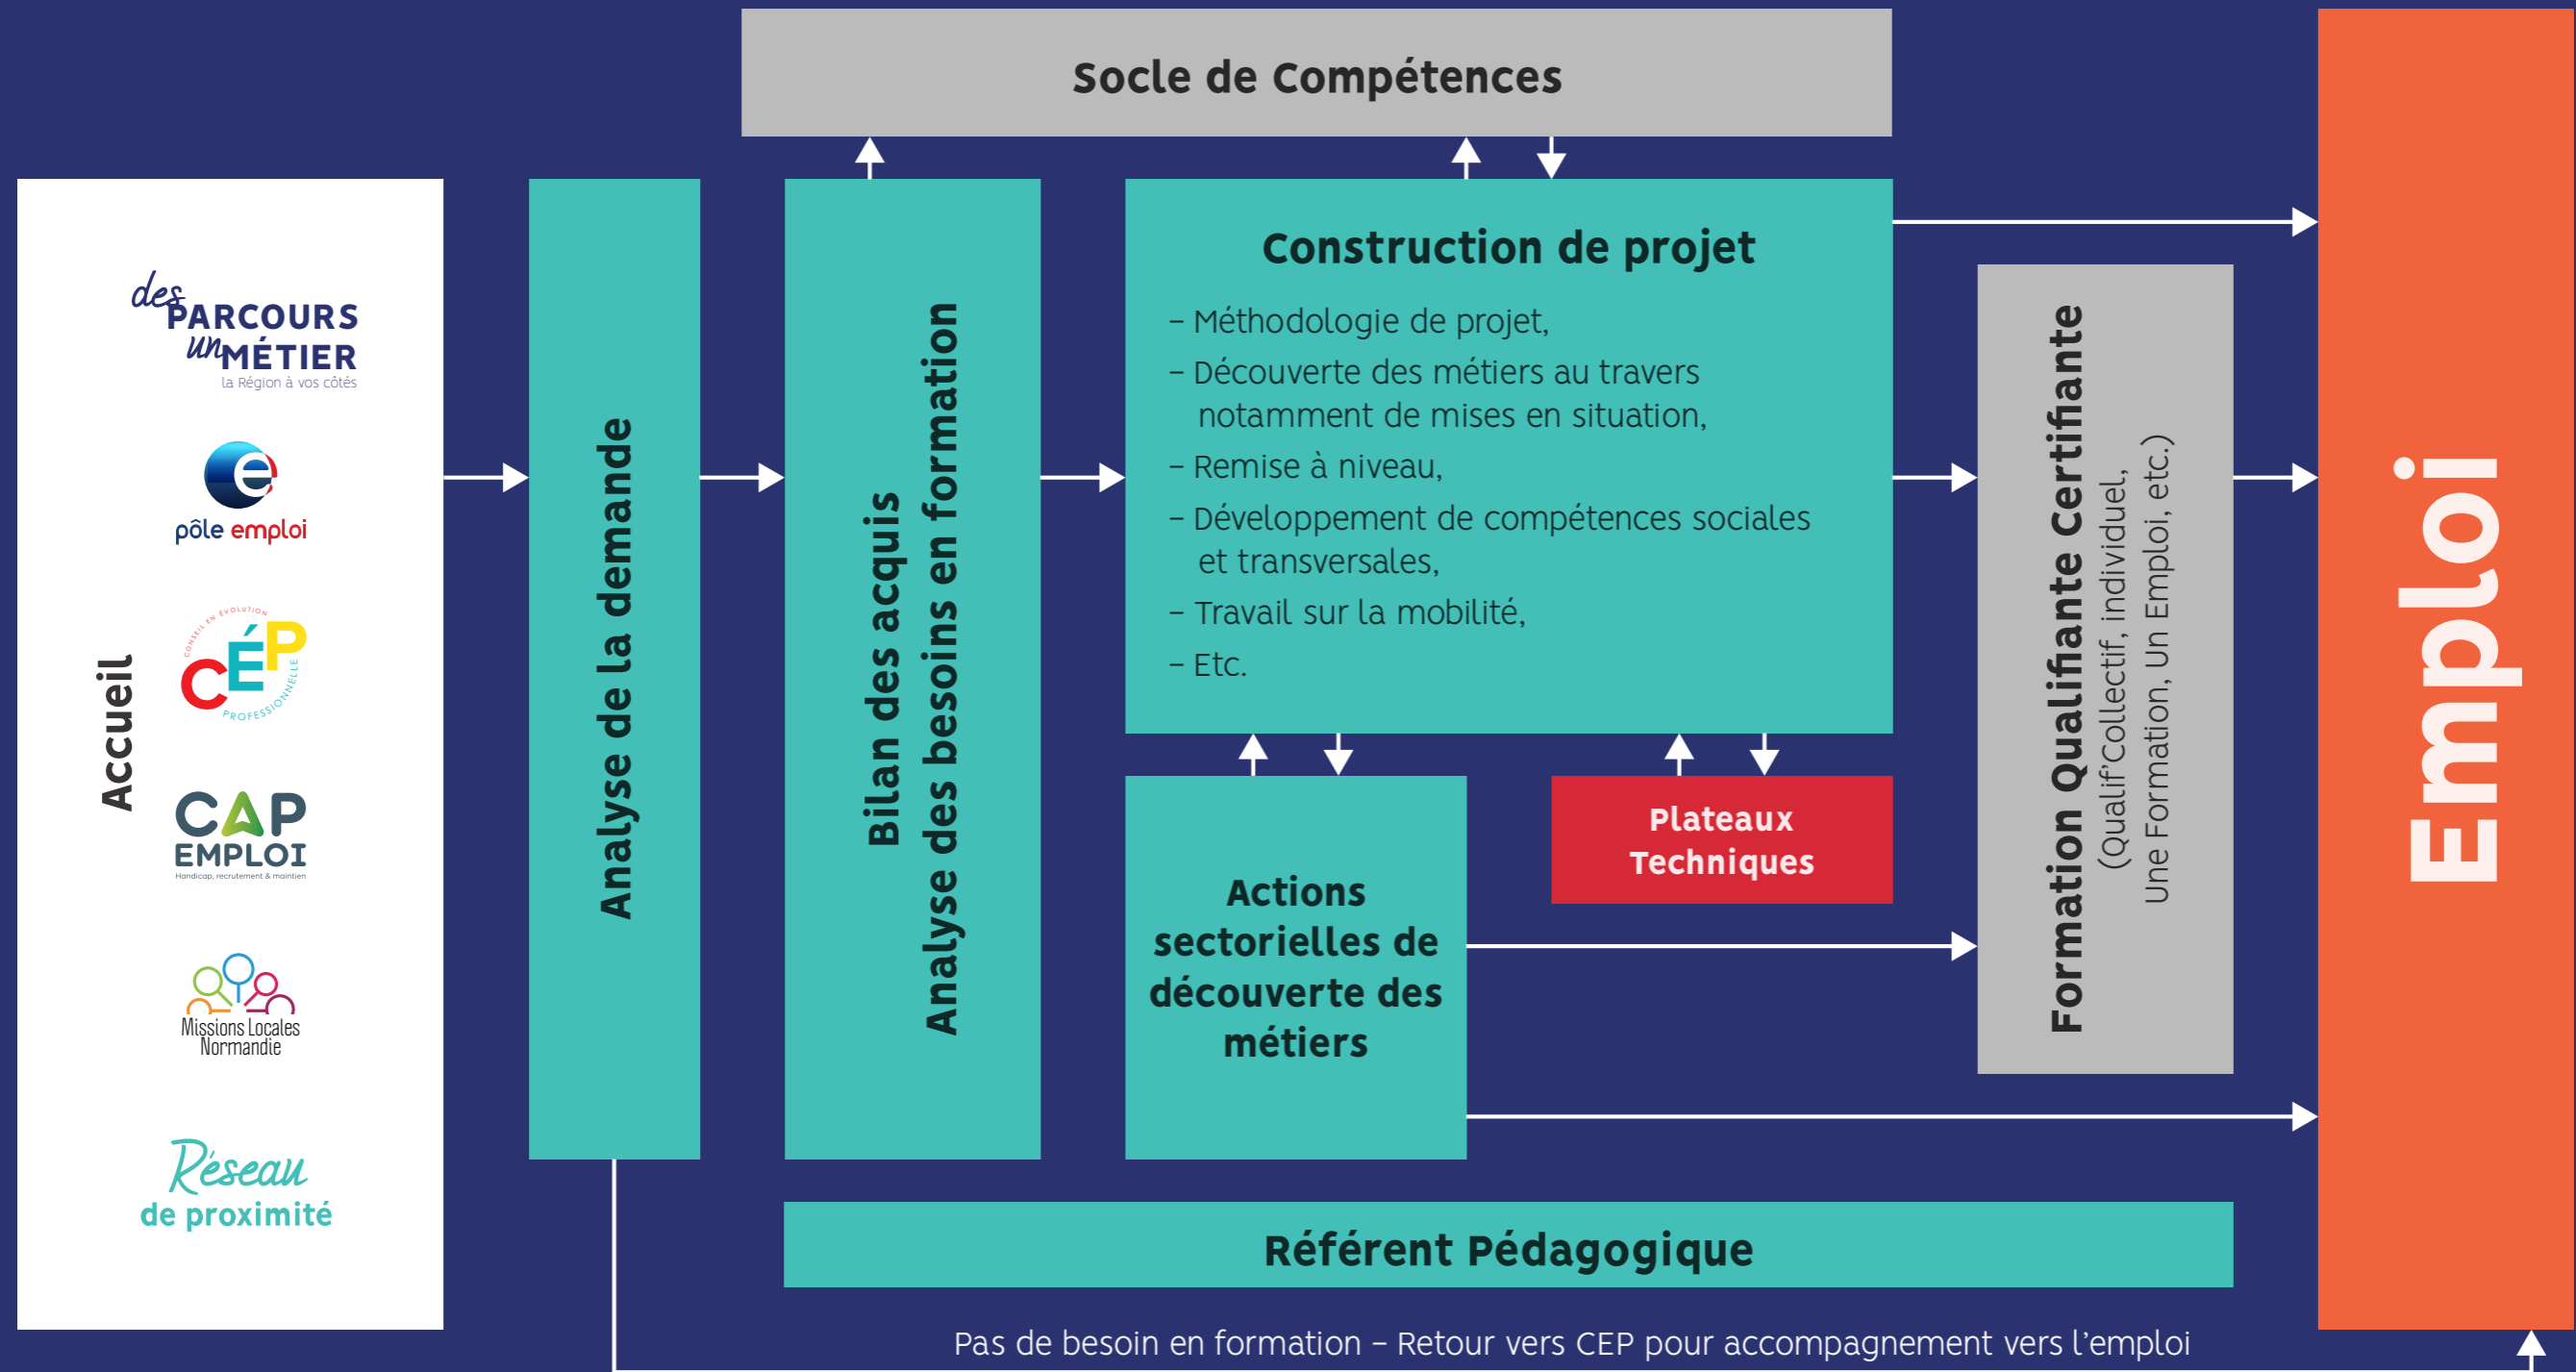 Socle de Compétences
Accueil
des
PARCOURS
un MÉTIER
la Région à vos côtés
pôle emploi
CONSEIL EN ÉVOLUTION
CÉP
PROFESSIONNELLE
CAP
EMPLOI
Handicap, recrutement & maintien
Missions Locales
Normandie
Réseau
de proximité
Analyse de la demande
Bilan des acquis
Analyse des besoins en formation
Construction de projet
– Méthodologie de projet,
– Découverte des métiers au travers
notamment de mises en situation,
– Remise à niveau,
– Développement de compétences sociales
et transversales,
– Travail sur la mobilité,
– Etc.
Actions
sectorielles de
découverte des
métiers
Plateaux
Techniques
Formation Qualifiante Certifiante
(Qualif'Collectif, individuel,
Une Formation, Un Emploi, etc.)
Emploi
Référent Pédagogique
Pas de besoin en formation – Retour vers CEP pour accompagnement vers l'emploi